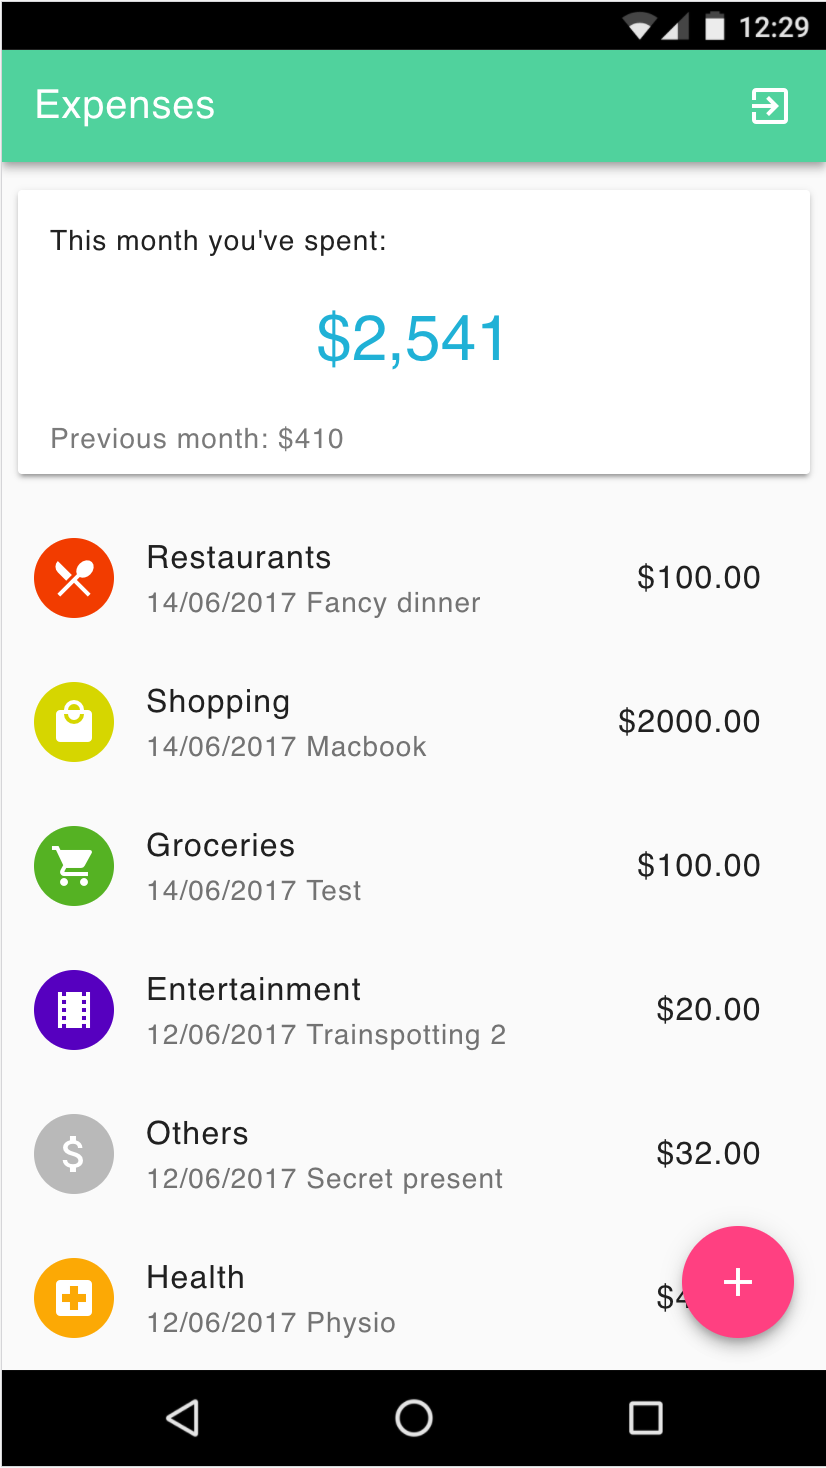 12:29
Expenses
This month you've spent:
$2,541
Previous month: $410
Restaurants
14/06/2017 Fancy dinner
$100.00
Shopping
14/06/2017 Macbook
$2000.00
Groceries
14/06/2017 Test
$100.00
Entertainment
12/06/2017 Trainspotting 2
$20.00
Others
12/06/2017 Secret present
$32.00
Health
12/06/2017 Physio